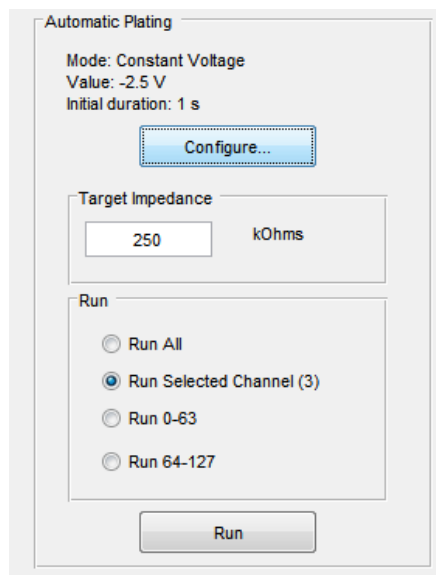 Automatic Plating
Mode: Constant Voltage
Value: -2.5 V
Initial duration: 1 s
Configure...
Target Impedance
250 kOhms
Run
Run All
Run Selected Channel (3)
Run 0-63
Run 64-127
Run